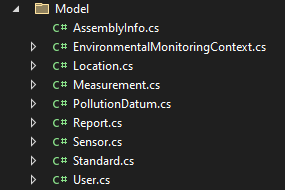 Model
C# AssemblyInfo.cs
C# EnvironmentalMonitoringContext.cs
C# Location.cs
C# Measurement.cs
C# PollutionDatum.cs
C# Report.cs
C# Sensor.cs
C# Standard.cs
C# User.cs